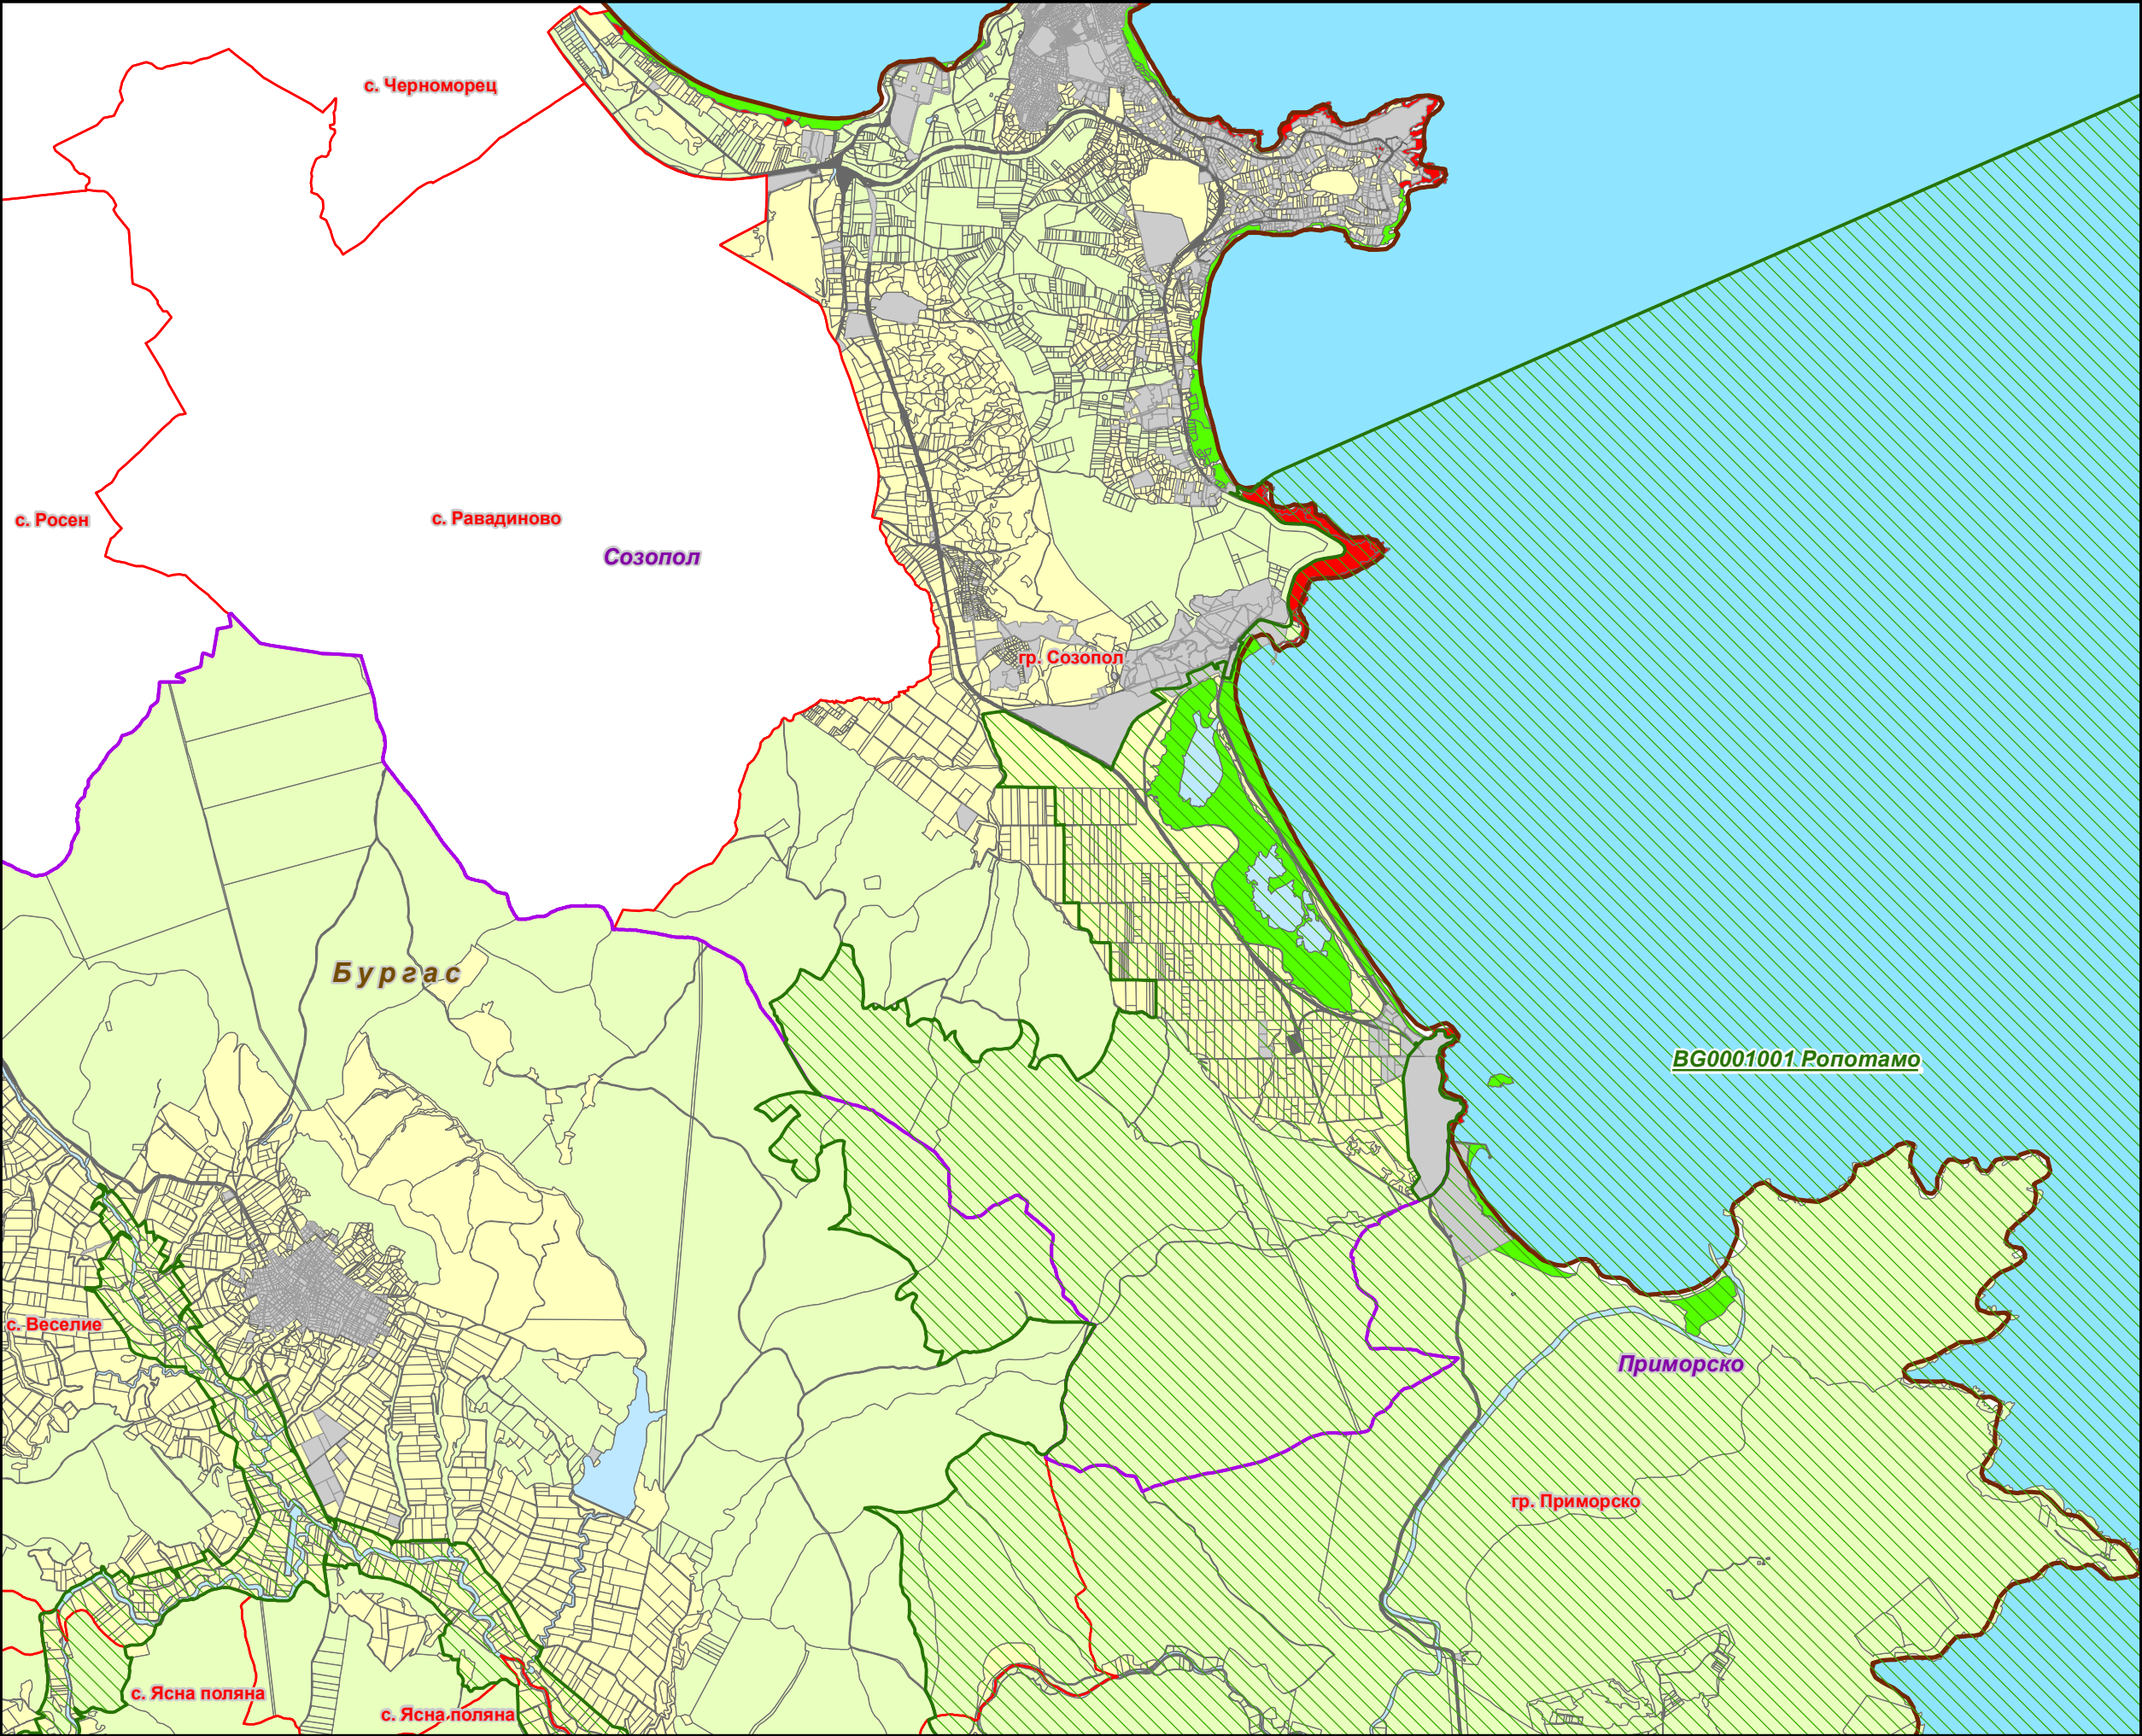 с. Черноморец
с. Росен
с. Равадиново
Созопол
гр. Созопол
Бургас
BG0001001 Ропотамо
с. Веселие
Приморско
гр. Приморско
с. Ясна поляна
с. Ясна поляна